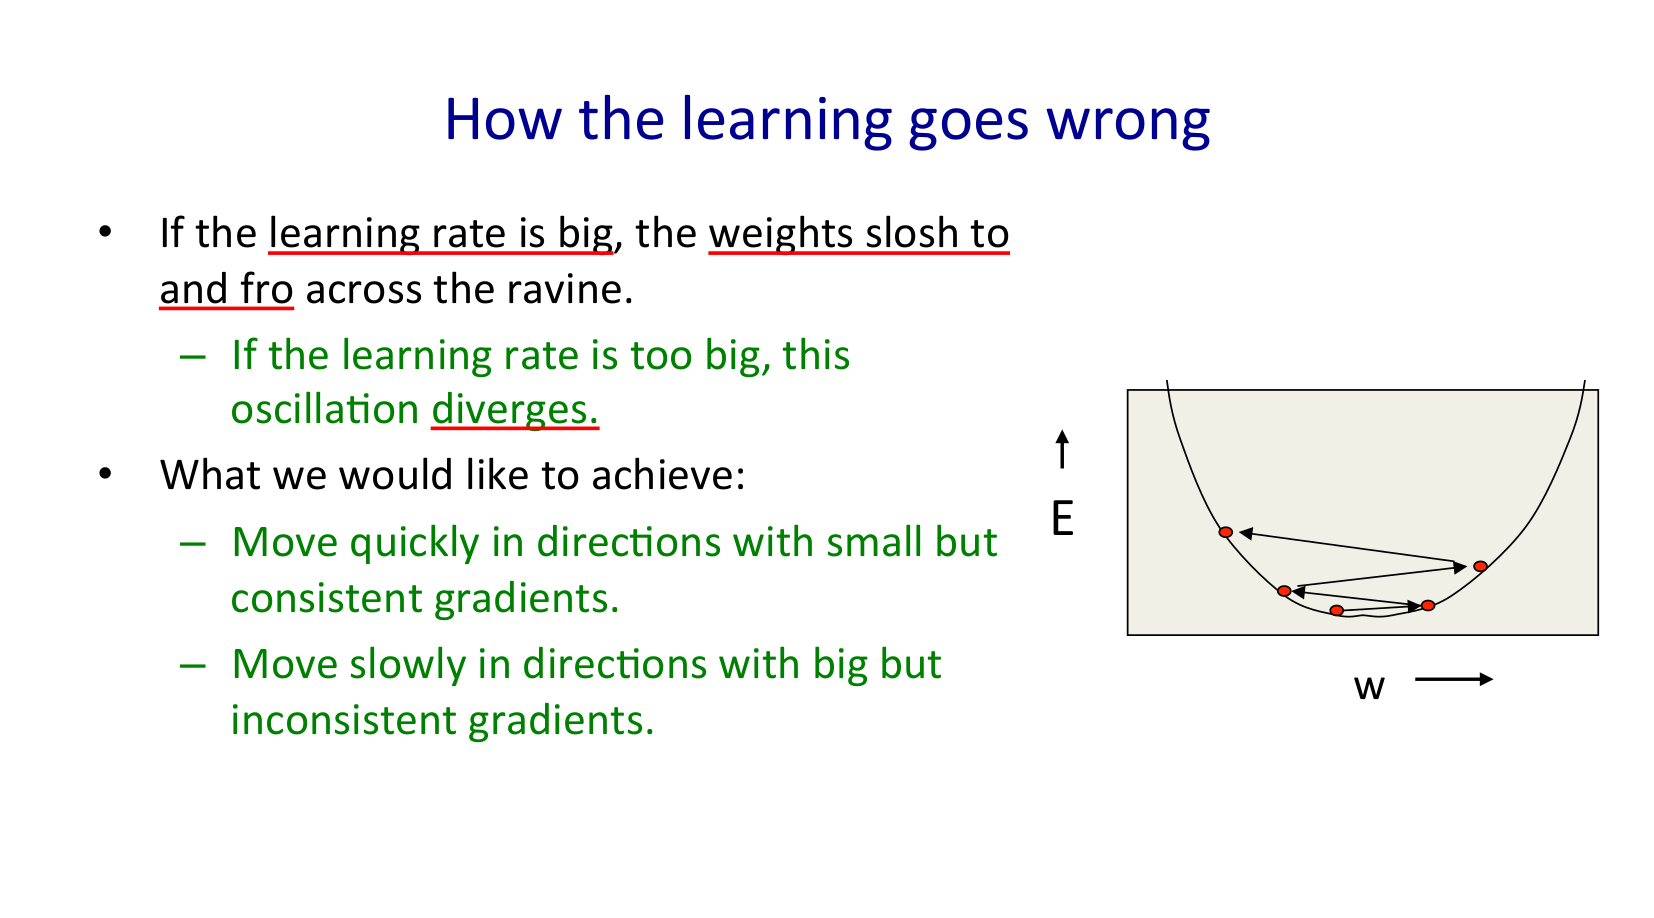 How the learning goes wrong
• If the learning rate is big, the weights slosh to
and fro across the ravine.
– If the learning rate is too big, this
oscillation diverges.
• What we would like to achieve:
– Move quickly in directions with small but
consistent gradients.
– Move slowly in directions with big but
inconsistent gradients.
E
w